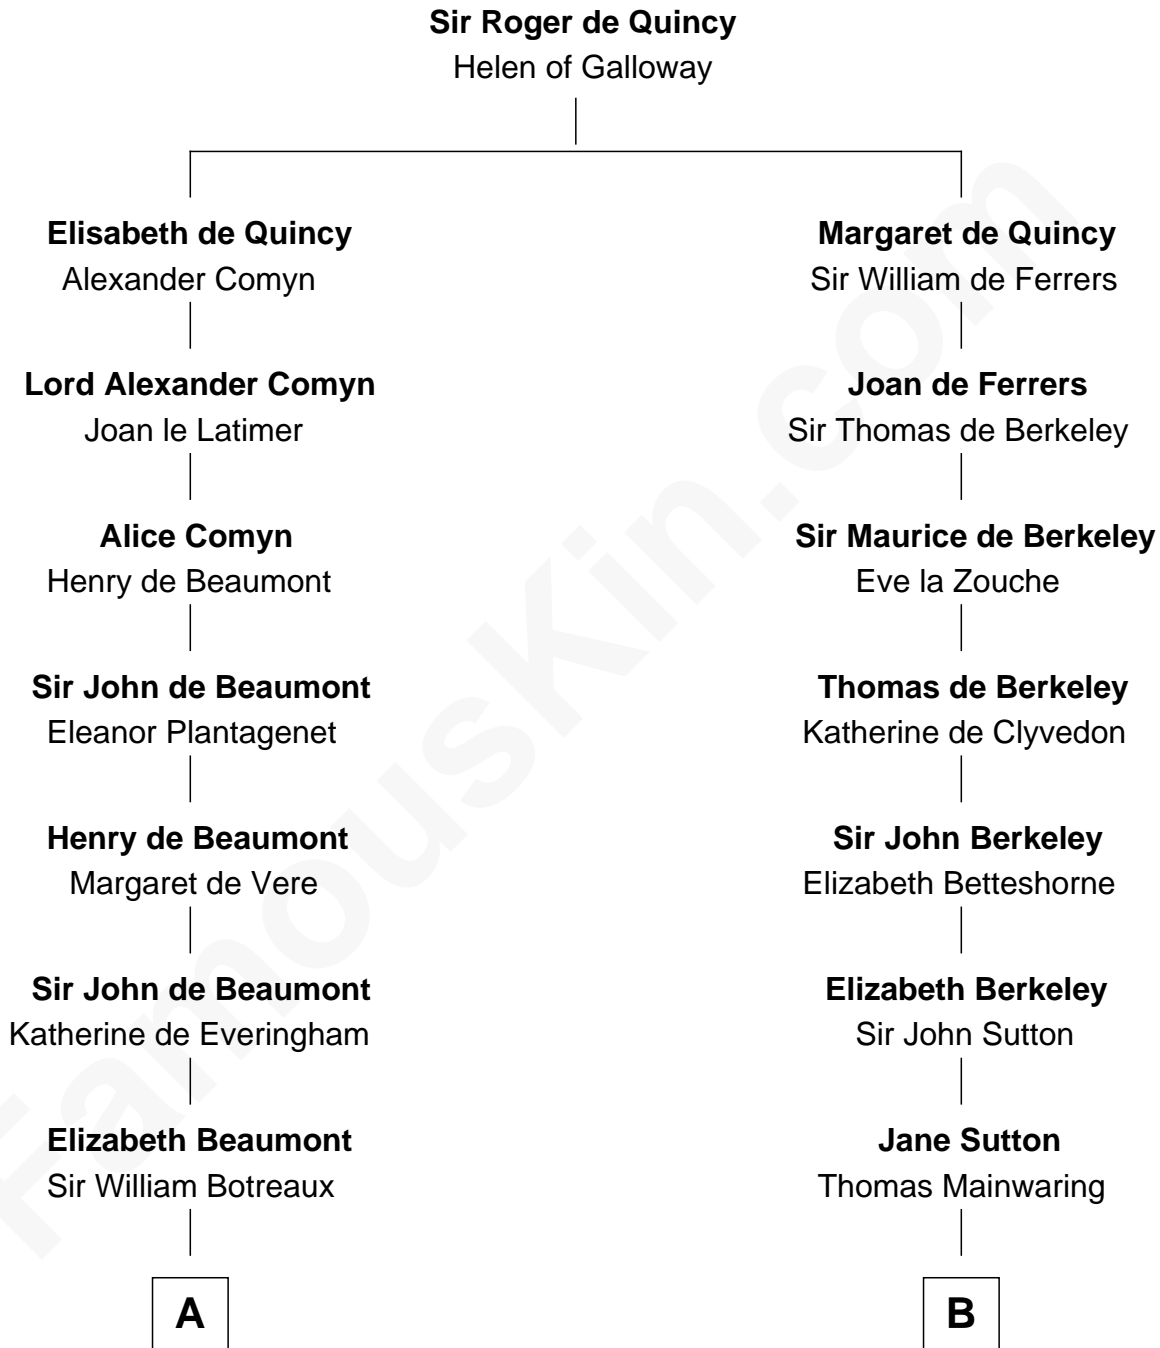 Sir Roger de Quincy
Helen of Galloway
Elisabeth de Quincy
Alexander Comyn
Lord Alexander Comyn
Joan le Latimer
Alice Comyn
Henry de Beaumont
Sir John de Beaumont
Eleanor Plantagenet
Henry de Beaumont
Margaret de Vere
Sir John de Beaumont
Katherine de Everingham
Elizabeth Beaumont
Sir William Botreaux
A
Margaret de Quincy
Sir William de Ferrers
Joan de Ferrers
Sir Thomas de Berkeley
Sir Maurice de Berkeley
Eve la Zouche
Thomas de Berkeley
Katherine de Clyvedon
Sir John Berkeley
Elizabeth Betteshorne
Elizabeth Berkeley
Sir John Sutton
Jane Sutton
Thomas Mainwaring
B
FamousKin.com